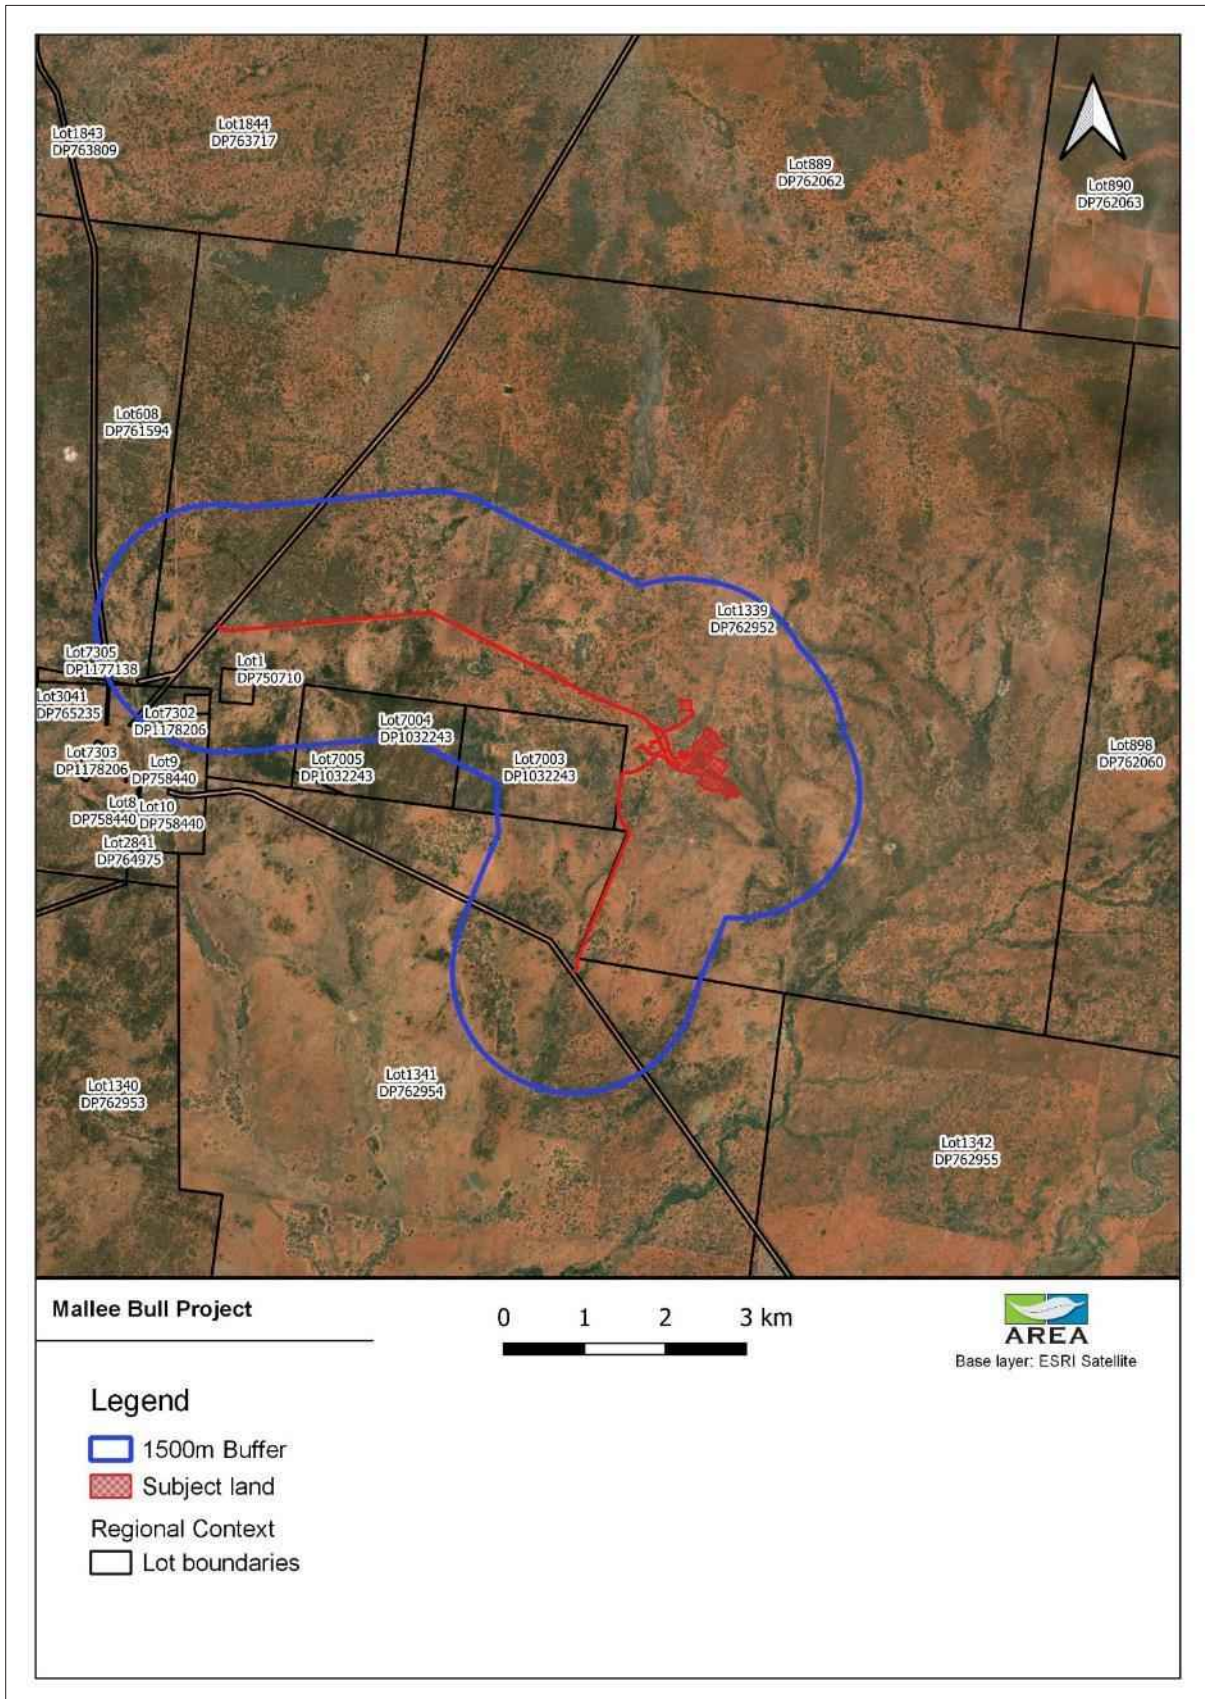 Lot1843
DP763809
Lot1844
DP763717
Lot889
DP762062
Lot890
DP762063
Lot608
DP761594
Lot1339
DP762952
Lot7305
DP1177138
Lot1
DP750710
Lot3041
DP765235
Lot7302
DP1178206
Lot7004
DP1032243
Lot7303
DP1178206
Lot9
DP758440
Lot7005
DP1032243
Lot7003
DP1032243
Lot898
DP762060
Lot8
DP758440
Lot10
DP758440
Lot2841
DP764975
Lot1340
DP762953
Lot1341
DP762954
Lot1342
DP762955
Mallee Bull Project
0 1 2 3 km
AREA
Base layer: ESRI Satellite
Legend
1500m Buffer
Subject land
Regional Context
Lot boundaries